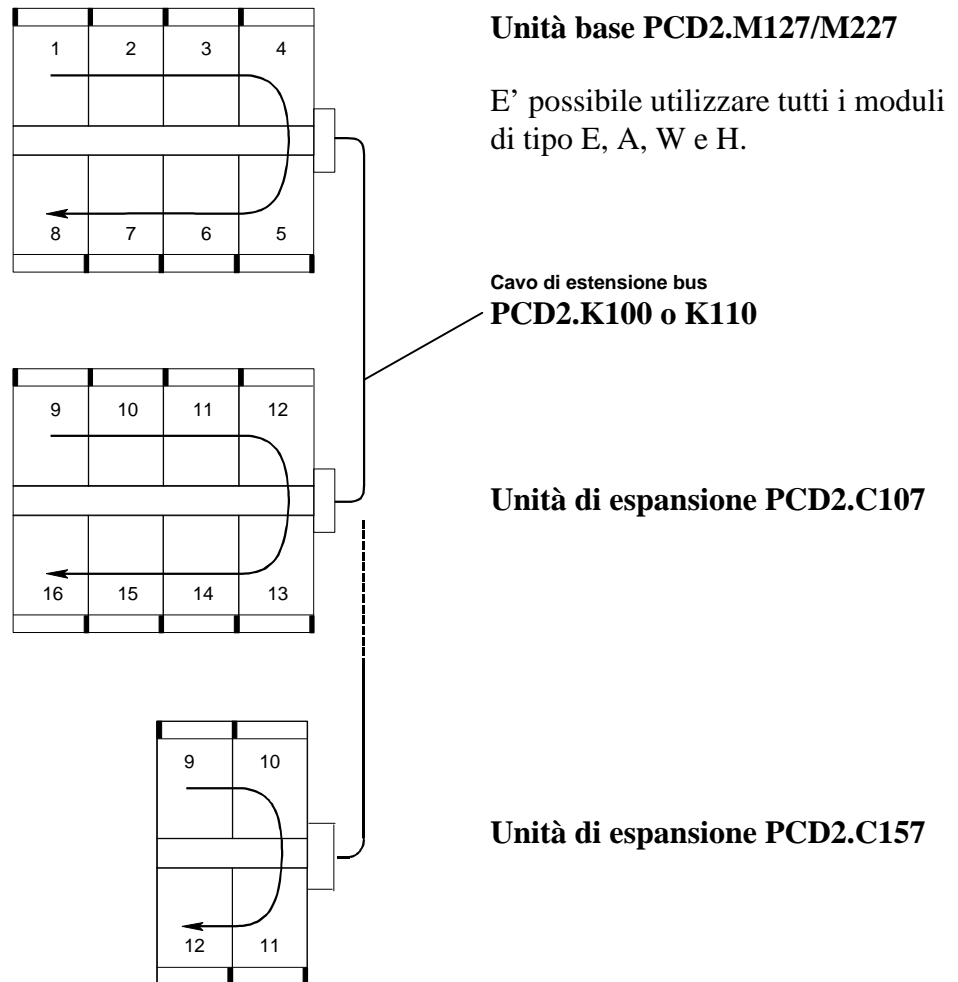 1 2 3 4
Unità base PCD2.M127/M227
E’ possibile utilizzare tutti i moduli
di tipo E, A, W e H.
8 7 6 5
Cavo di estensione bus
PCD2.K100 o K110
9 10 11 12
Unità di espansione PCD2.C107
16 15 14 13
9 10
Unità di espansione PCD2.C157
12 11